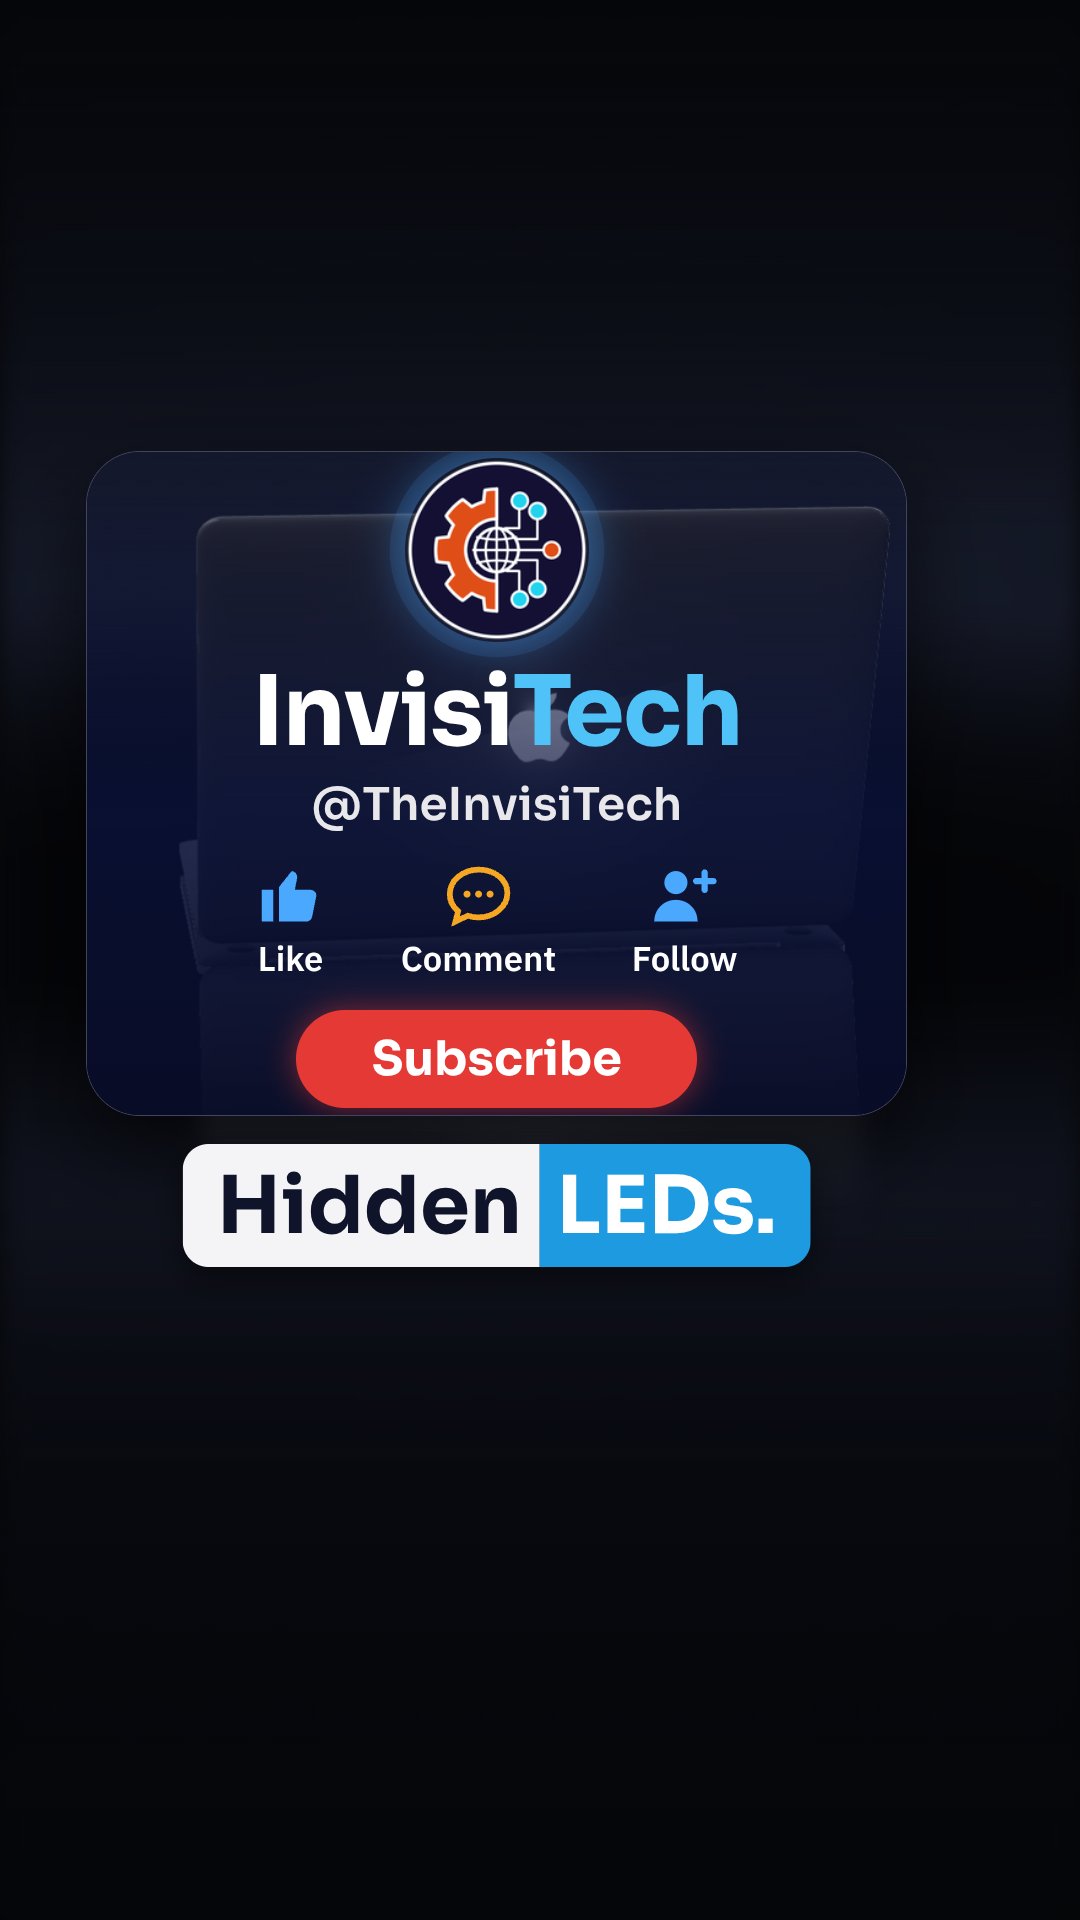 InvisiTech
@TheInvisiTech
Like Comment Follow
Subscribe
Hidden LEDs.